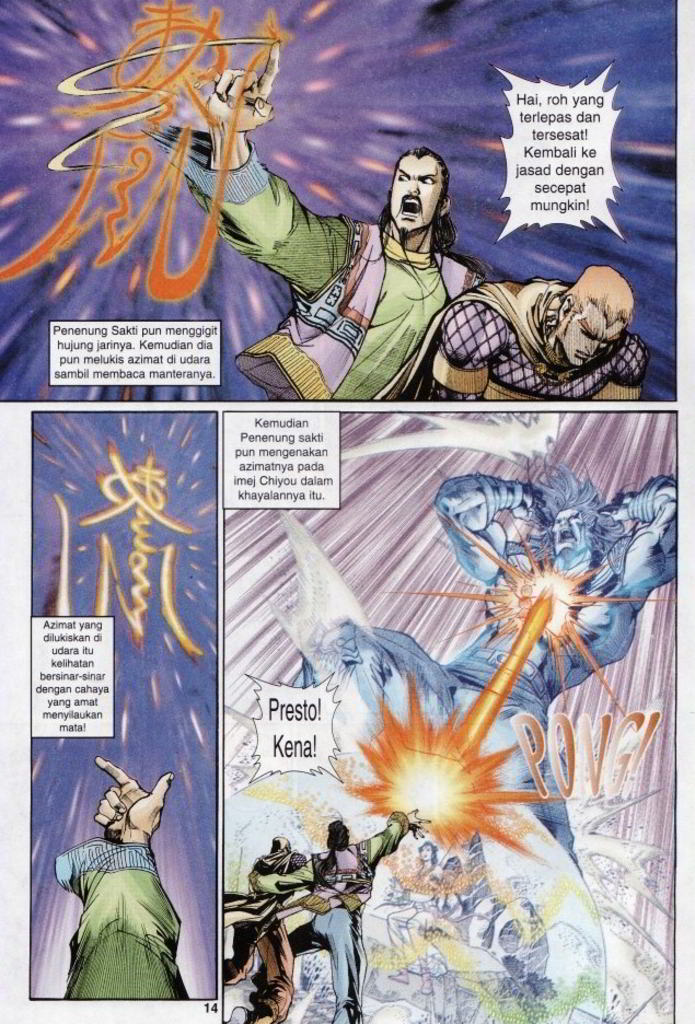 Hai, roh yang
terlepas dan
tersesat!
Kembali ke
jasad dengan
secepat
mungkin!
Penenung Sakti pun menggigit
hujung jarinya. Kemudian dia
pun melukis azimat di udara
sambil membaca manteranya.
Kemudian
Penenung sakti
pun mengenakan
azimatnya pada
imej Chiyou dalam
khayalannya itu.
Azimat yang
dilukiskan di
udara itu
kelihatan
bersinar-sinar
dengan cahaya
yang amat
menyilaukan
mata!
Presto!
Kena!
PONG!
14